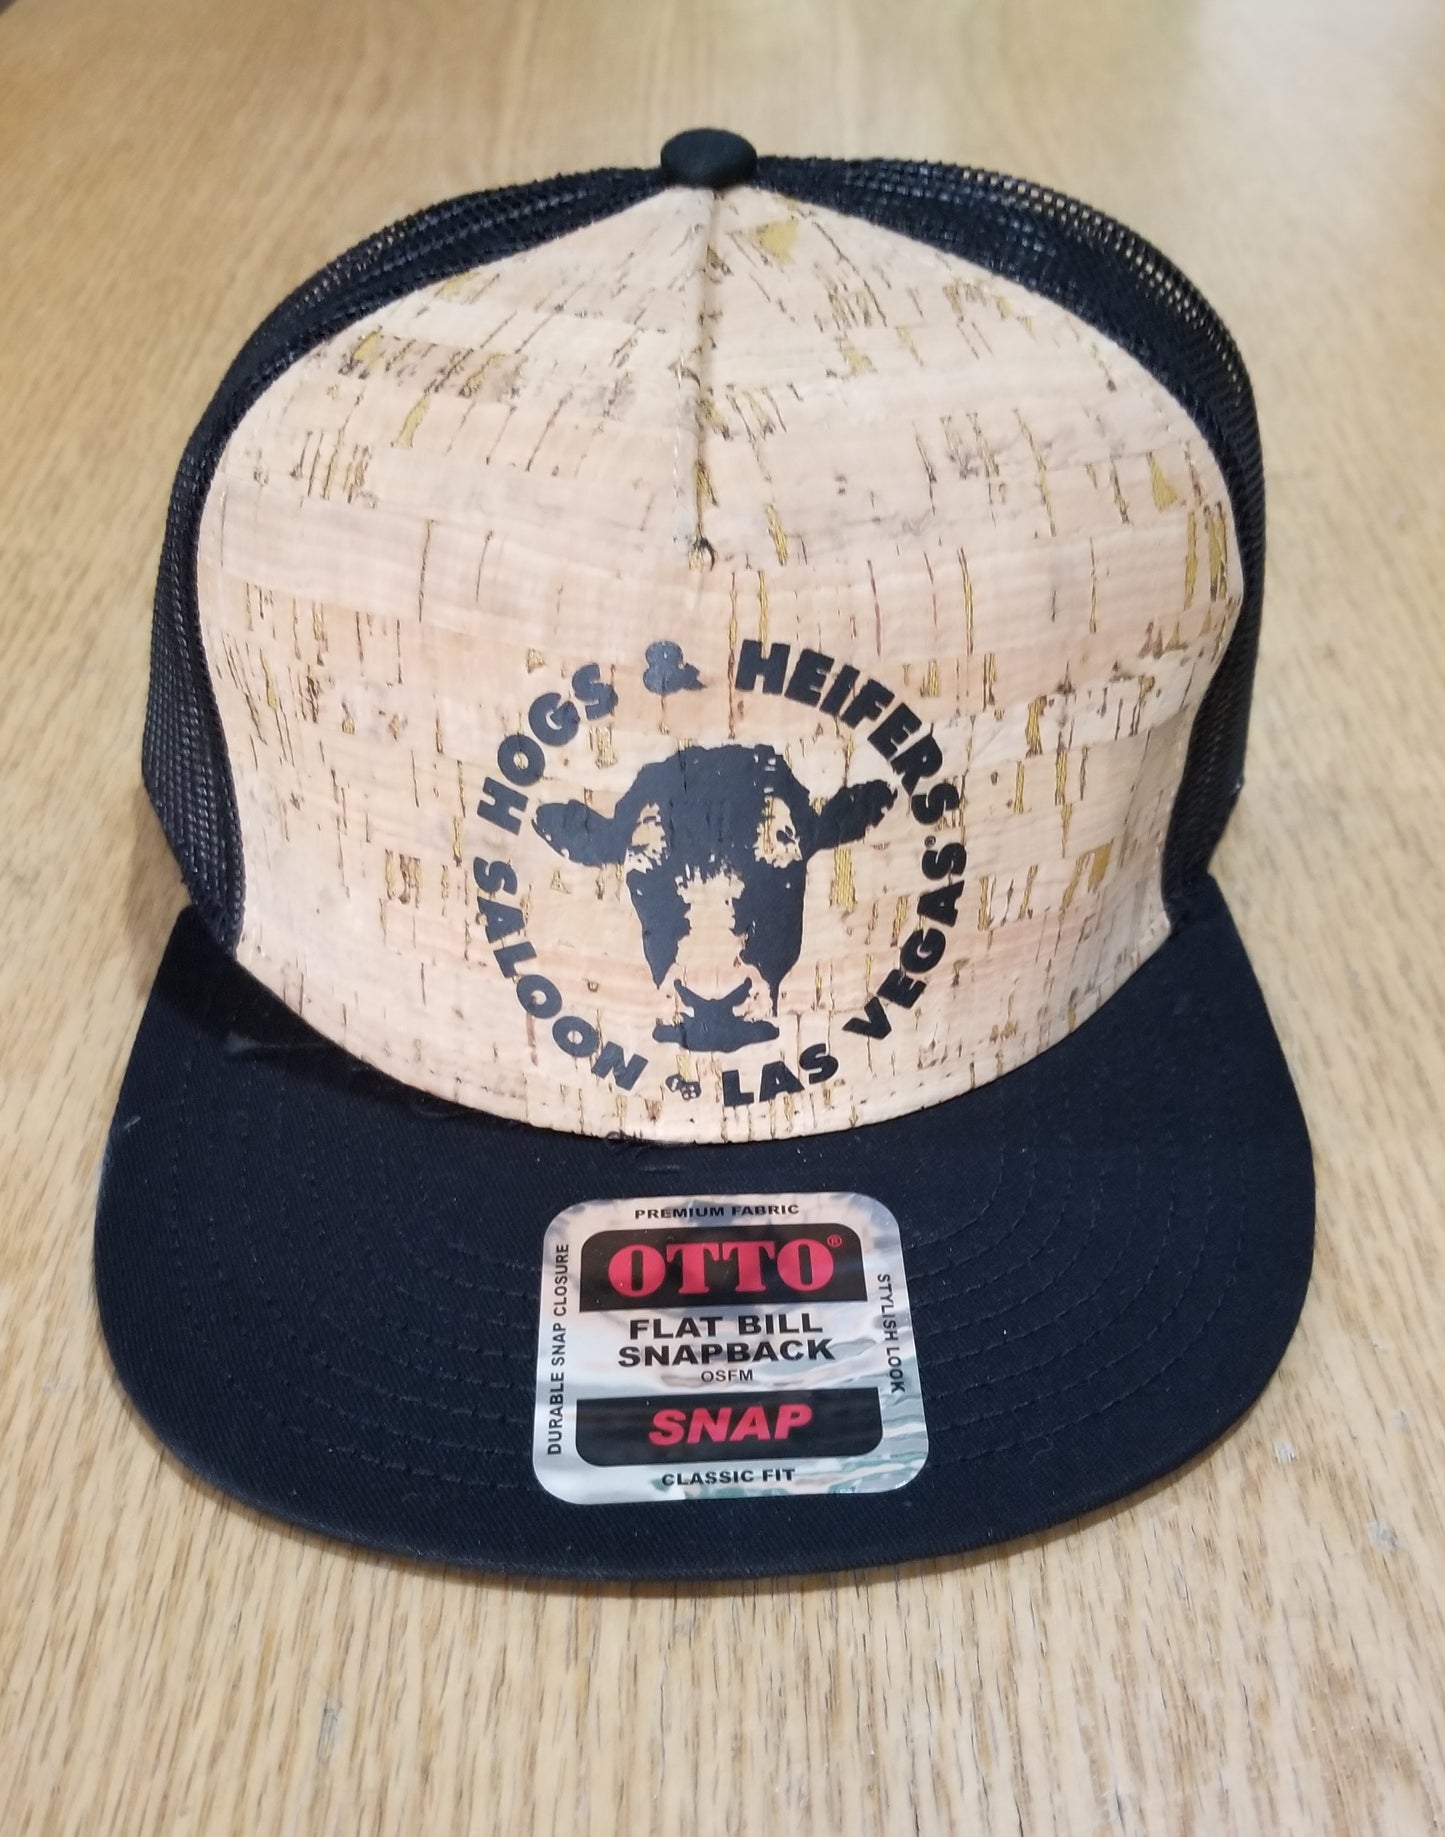 HOGS & HEIFERS
SALOON
LAS VEGAS®
PREMIUM FABRIC
DURABLE SNAP CLOSURE
OTTO®
FLAT BILL
SNAPBACK
OSFM
SNAP
CLASSIC FIT
STYLISH LOOK